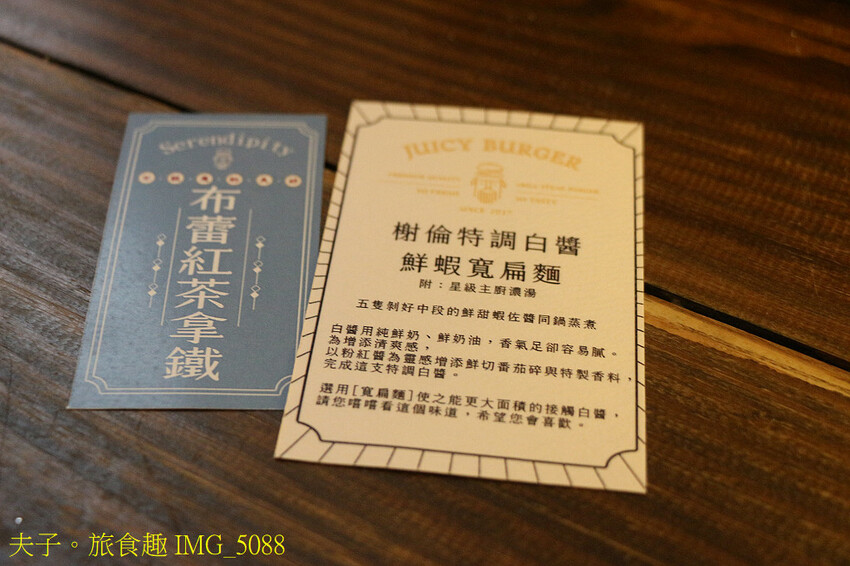 Serendipity
布蕾紅茶拿鐵
JUICY BURGER
SINCE 2017
榭倫特調白醬
鮮蝦寬扁麵
附：星級主廚濃湯
五隻剝好中段的鮮甜蝦佐醬同鍋蒸煮
白醬用純鮮奶、鮮奶油，香氣足卻容易膩。
為增添清爽感，
以粉紅醬為靈感增添鮮切番茄碎與特製香料，
完成這支特調白醬。
選用[寬扁麵]使之能更大面積的接觸白醬，
請您嚐嚐看這個味道，希望您會喜歡。
夫子。旅食趣 IMG_5088